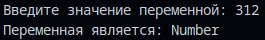 Введите значение переменной: 312
Переменная является: Number